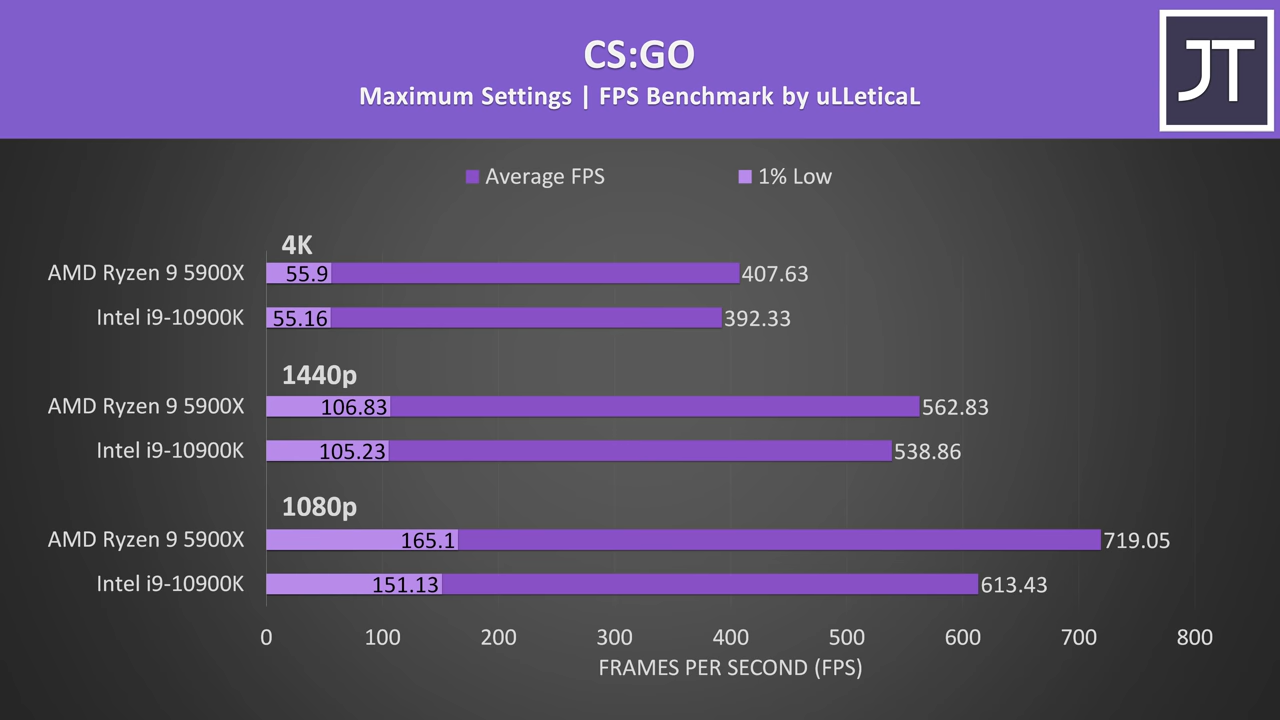 CS:GO
Maximum Settings | FPS Benchmark by uLLeticaL
JT
Average FPS
1% Low
4K
AMD Ryzen 9 5900X 55.9 407.63
Intel i9-10900K 55.16 392.33
1440p
AMD Ryzen 9 5900X 106.83 562.83
Intel i9-10900K 105.23 538.86
1080p
AMD Ryzen 9 5900X 165.1 719.05
Intel i9-10900K 151.13 613.43
0 100 200 300 400 500 600 700 800
FRAMES PER SECOND (FPS)